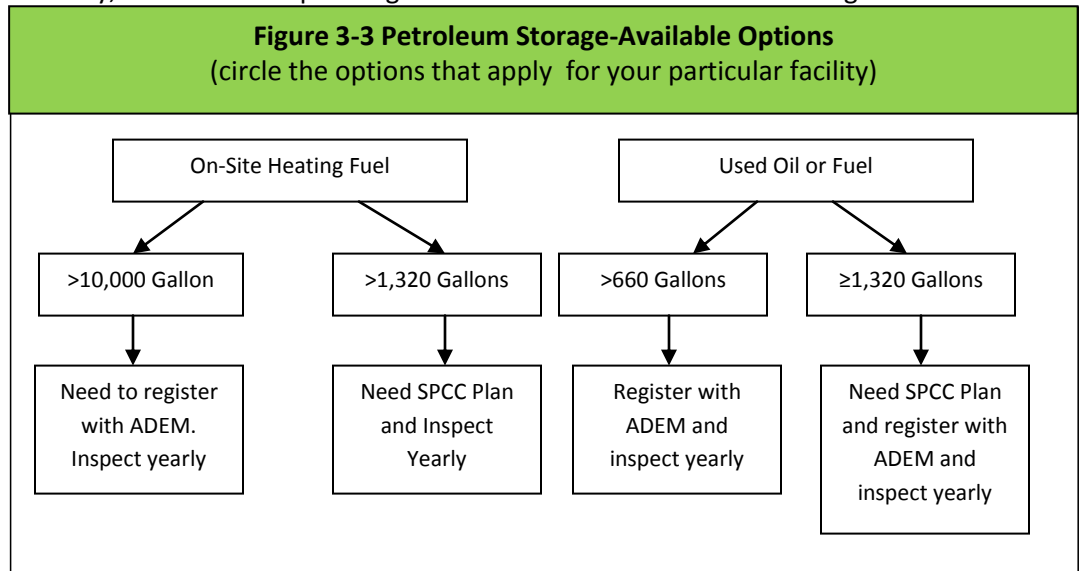 Figure 3-3 Petroleum Storage-Available Options
(circle the options that apply for your particular facility)
On-Site Heating Fuel
Used Oil or Fuel
>10,000 Gallon
>1,320 Gallons
>660 Gallons
≥1,320 Gallons
Need to register
with ADEM.
Inspect yearly
Need SPCC Plan
and Inspect
Yearly
Register with
ADEM and
inspect yearly
Need SPCC Plan
and register with
ADEM and
inspect yearly